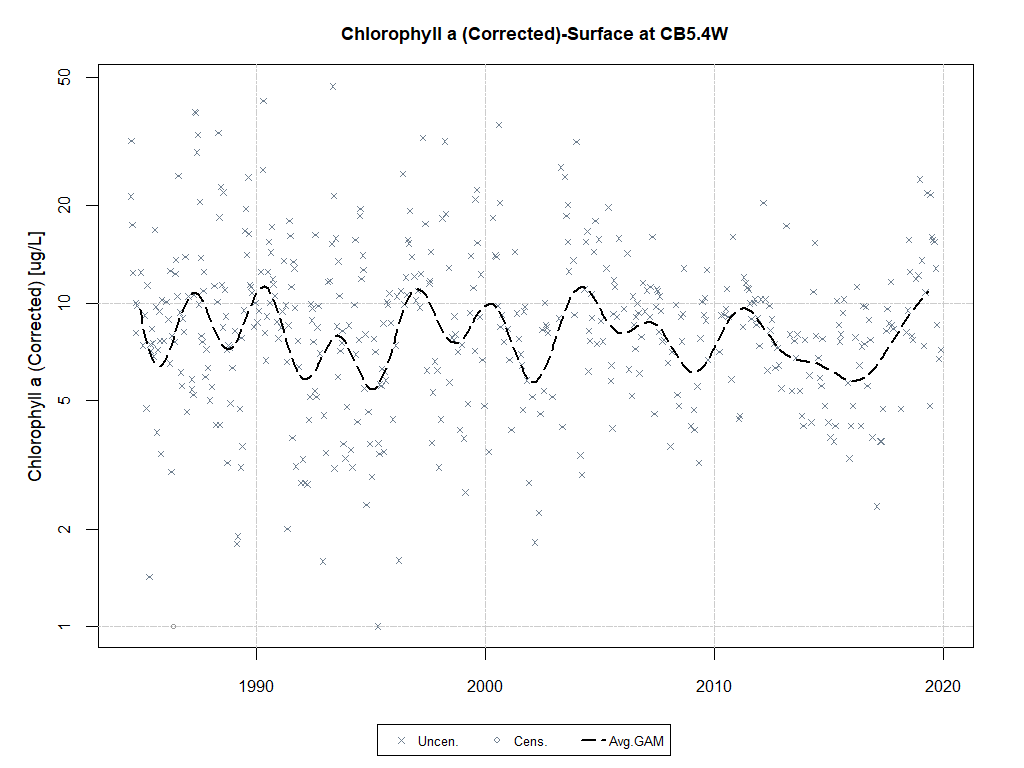 Chlorophyll a (Corrected)-Surface at CB5.4W
Chlorophyll a (Corrected) [ug/L]
50
20
10
5
2
1
1990
2000
2010
2020
Uncen.
Cens.
Avg.GAM